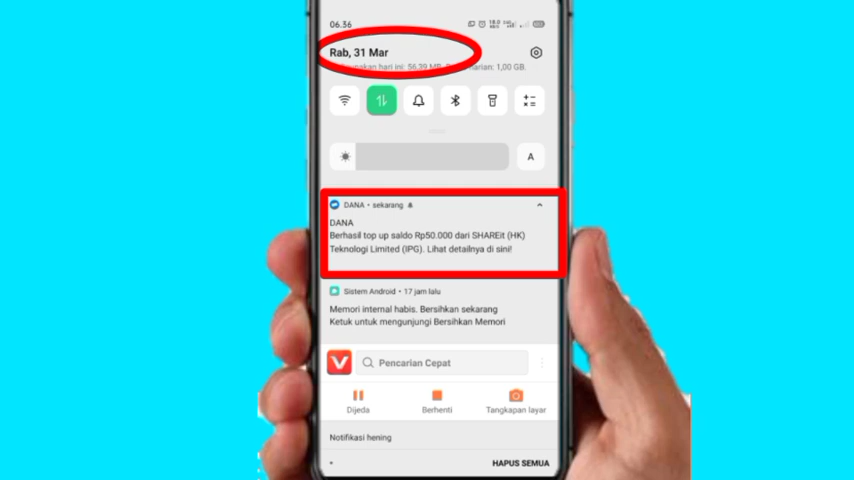 06.36
18.0
Rab, 31 Mar
hari ini: 56,39 MB
harian: 1,00 GB.
A
DANA • sekarang
DANA
Berhasil top up saldo Rp50.000 dari SHAREit (HK)
Teknologi Limited (IPG). Lihat detailnya di sini!
Sistem Android • 17 jam lalu
Memori internal habis. Bersihkan sekarang
Ketuk untuk mengunjungi Bersihkan Memori
Pencarian Cepat
Dijeda
Berhenti
Tangkapan layar
Notifikasi hening
HAPUS SEMUA